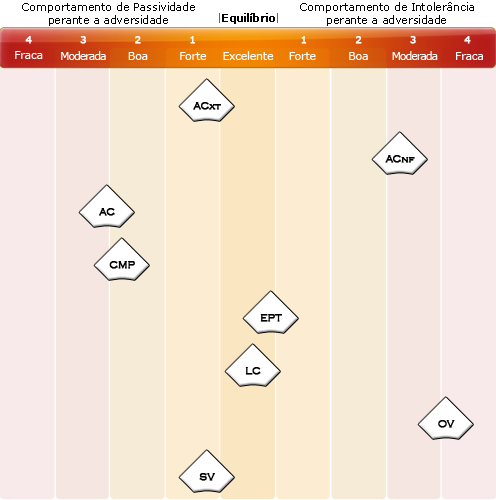 Comportamento de Passividade
perante a adversidade
|Equilíbrio|
Comportamento de Intolerância
perante a adversidade
4 3 2 1 1 2 3 4
Fraca Moderada Boa Forte Excelente Forte Boa Moderada Fraca
ACXT
ACNF
AC
CMP
EPT
LC
OV
SV